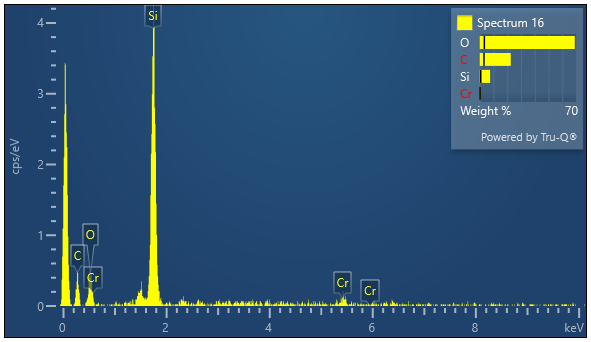 4
Si
3
cps/eV
2
1
O
C
Cr
Cr
Cr
0
0
2
4
6
8
keV
Spectrum 16
O
C
Si
Cr
Weight %
70
Powered by Tru-Q®